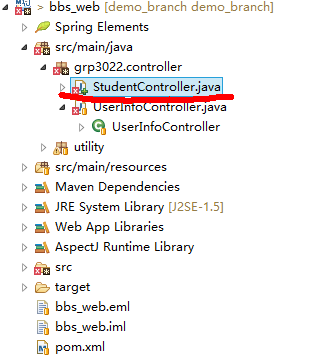 > bbs_web [demo_branch demo_branch]
Spring Elements
src/main/java
grp3022.controller
StudentController.java
UserInfoController.java
UserInfoController
utility
src/main/resources
Maven Dependencies
JRE System Library [J2SE-1.5]
Web App Libraries
AspectJ Runtime Library
src
target
bbs_web.eml
bbs_web.iml
pom.xml